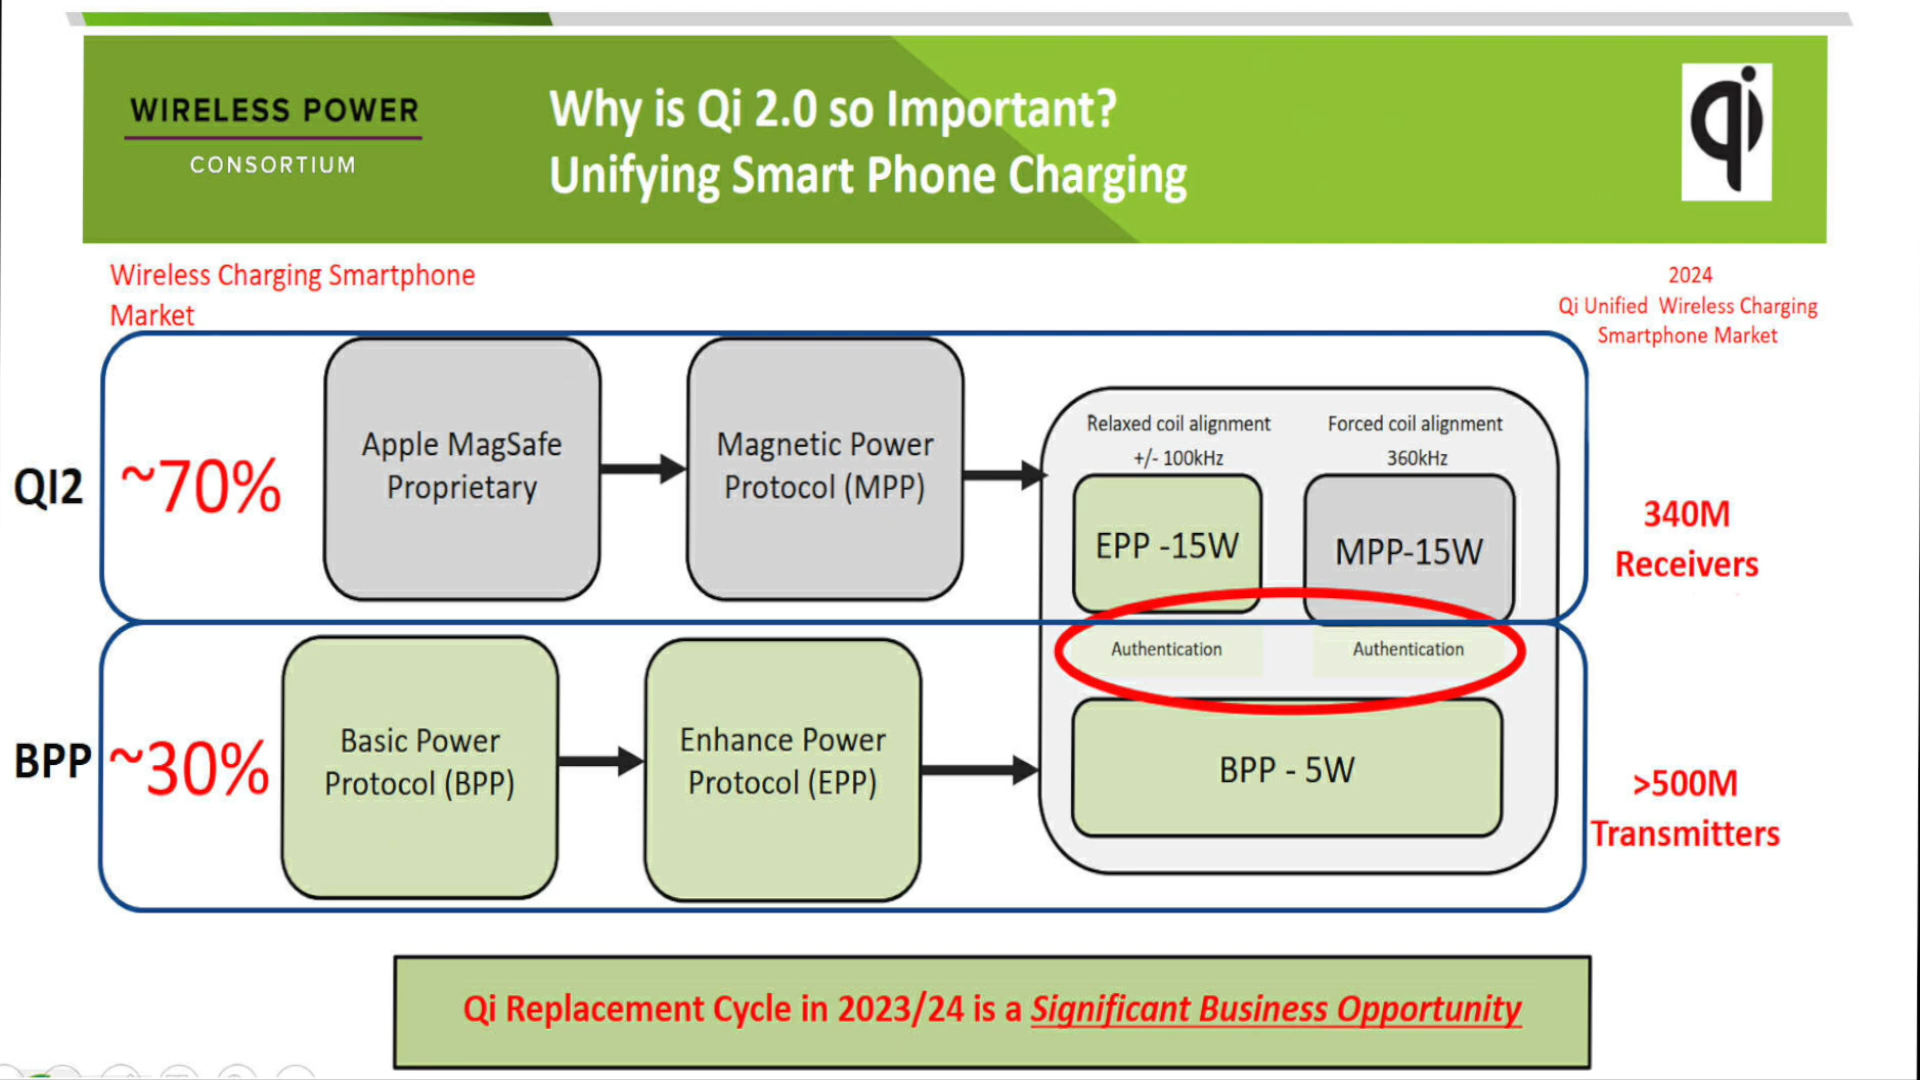 WIRELESS POWER
CONSORTIUM
Why is Qi 2.0 so Important?
Unifying Smart Phone Charging
qi
Wireless Charging Smartphone
Market
2024
Qi Unified Wireless Charging
Smartphone Market
QI2
~70%
Apple MagSafe
Proprietary
Magnetic Power
Protocol (MPP)
Relaxed coil alignment
+/- 100kHz
Forced coil alignment
360kHz
EPP -15W
MPP-15W
340M
Receivers
Authentication
Authentication
BPP
~30%
Basic Power
Protocol (BPP)
Enhance Power
Protocol (EPP)
BPP - 5W
>500M
Transmitters
Qi Replacement Cycle in 2023/24 is a Significant Business Opportunity